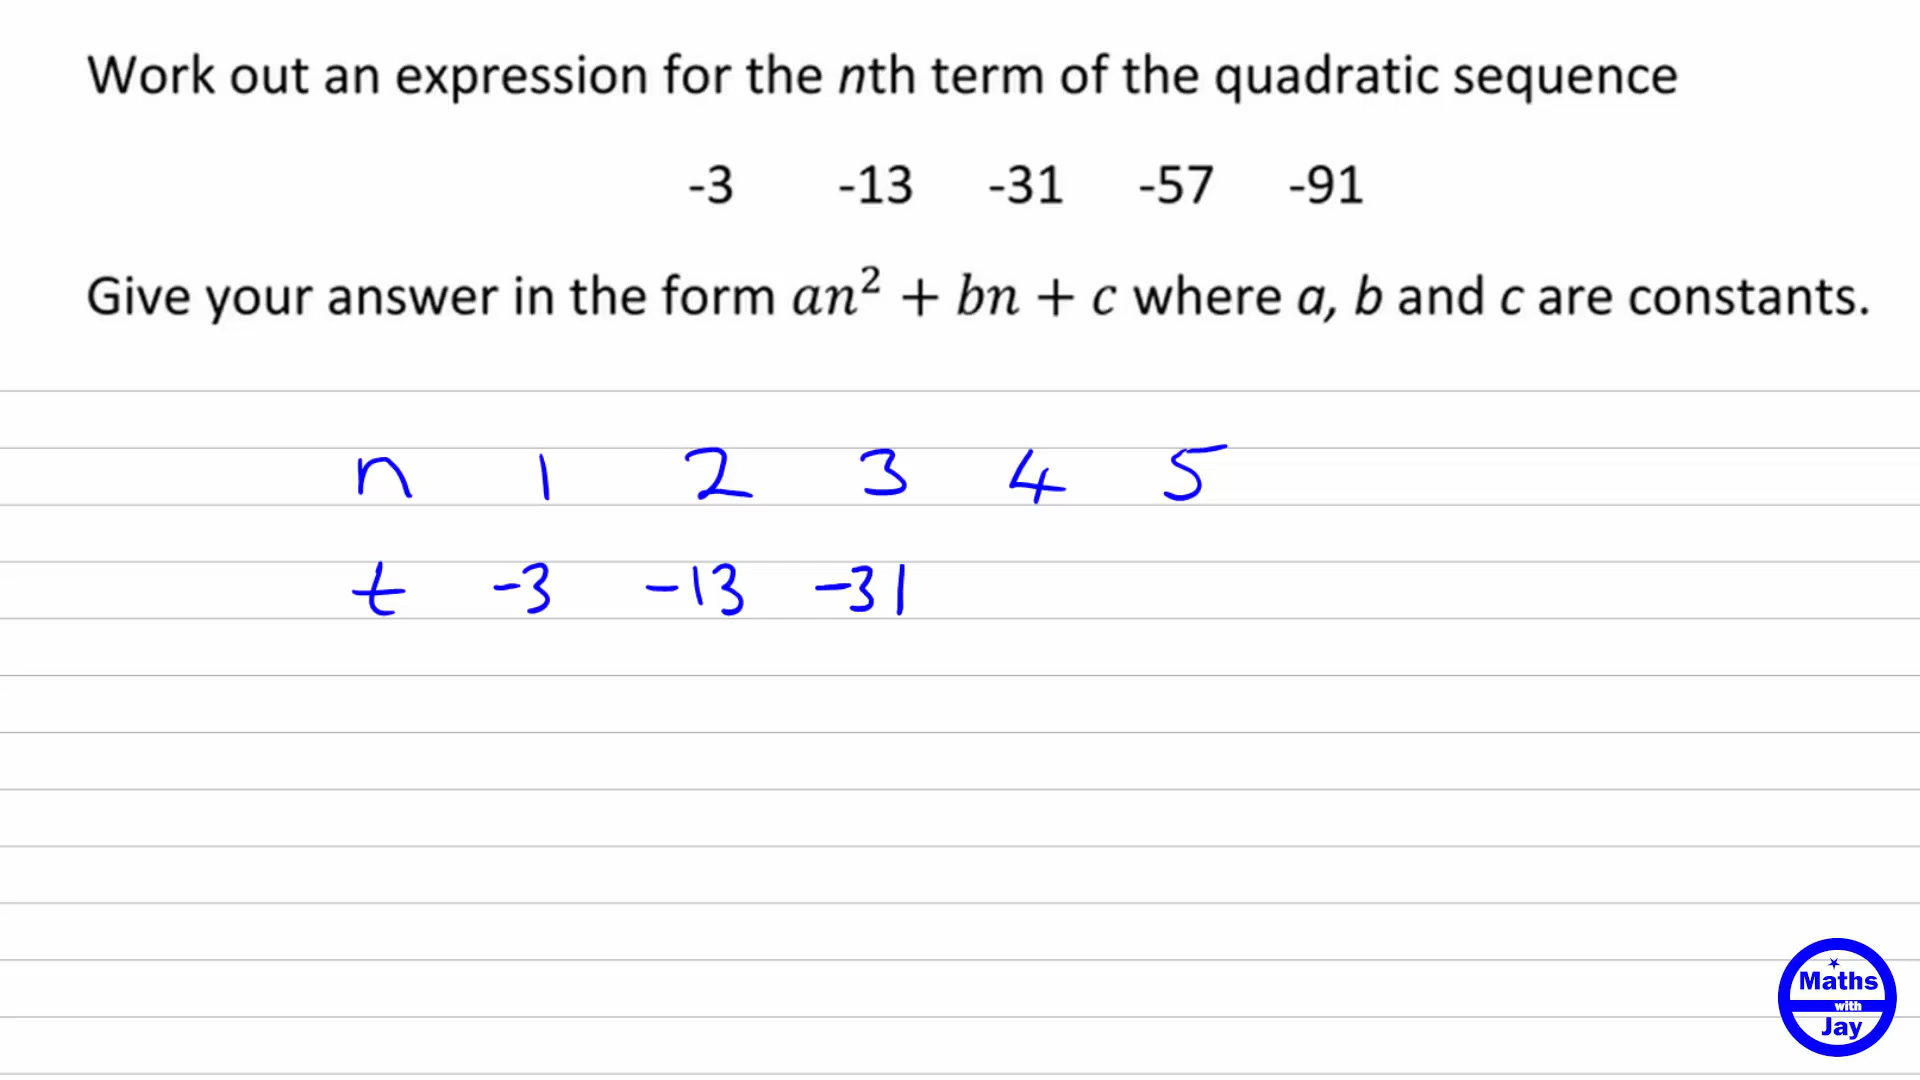 Work out an expression for the nth term of the quadratic sequence
-3 -13 -31 -57 -91
Give your answer in the form an² + bn + c where a, b and c are constants.
n 1 2 3 4 5
t -3 -13 -31
Maths
with
Jay